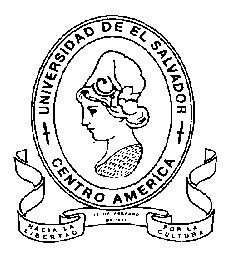 UNIVERSIDAD DE EL SALVADOR
CENTRO AMERICA
HACIA LA
LIBERTAD
POR LA
CULTURA